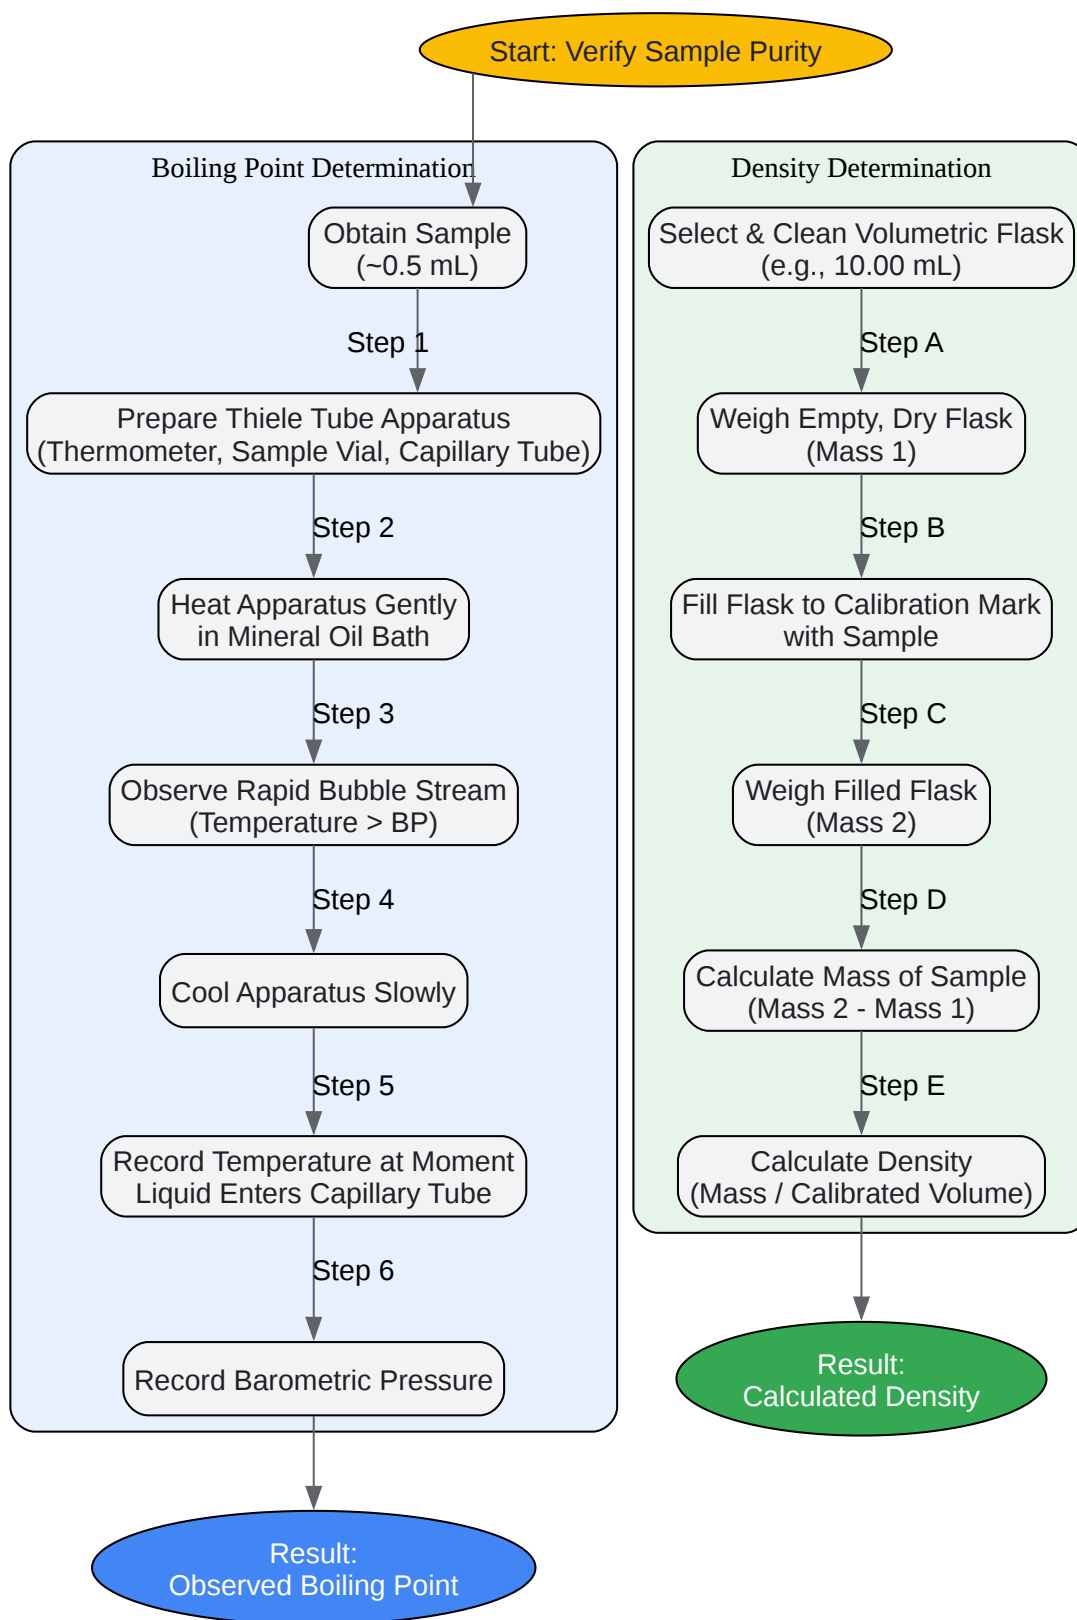 Start: Verify Sample Purity
Boiling Point Determination
Obtain Sample
(~0.5 mL)
Step 1
Prepare Thiele Tube Apparatus
(Thermometer, Sample Vial, Capillary Tube)
Step 2
Heat Apparatus Gently
in Mineral Oil Bath
Step 3
Observe Rapid Bubble Stream
(Temperature > BP)
Step 4
Cool Apparatus Slowly
Step 5
Record Temperature at Moment
Liquid Enters Capillary Tube
Step 6
Record Barometric Pressure
Result:
Observed Boiling Point
Density Determination
Select & Clean Volumetric Flask
(e.g., 10.00 mL)
Step A
Weigh Empty, Dry Flask
(Mass 1)
Step B
Fill Flask to Calibration Mark
with Sample
Step C
Weigh Filled Flask
(Mass 2)
Step D
Calculate Mass of Sample
(Mass 2 - Mass 1)
Step E
Calculate Density
(Mass / Calibrated Volume)
Result:
Calculated Density